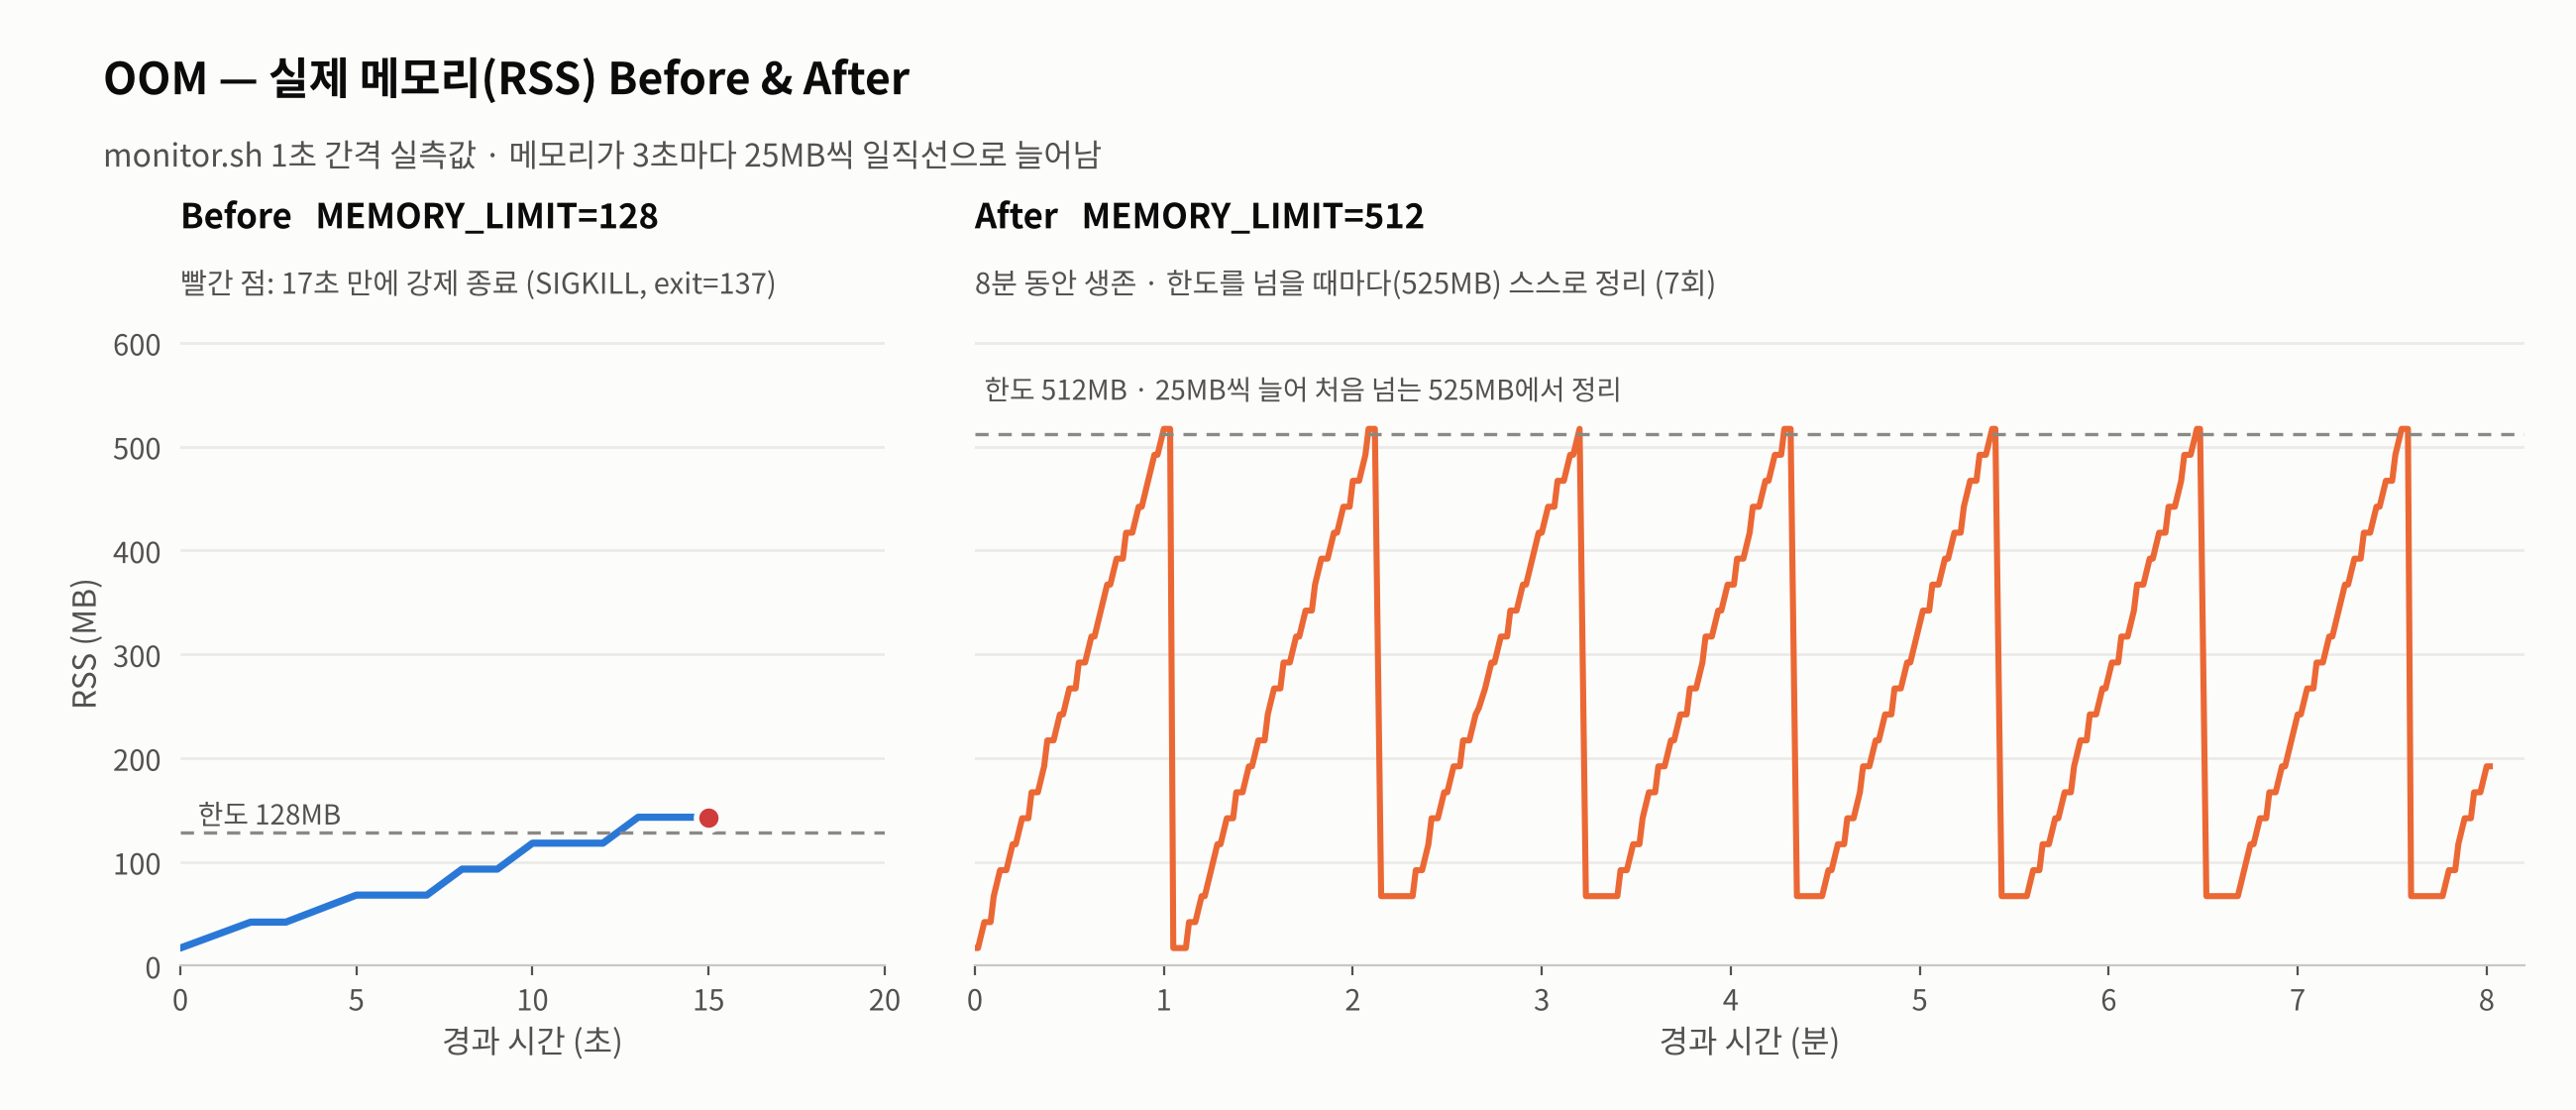 OOM — 실제 메모리(RSS) Before & After
monitor.sh 1초 간격 실측값 · 메모리가 3초마다 25MB씩 일직선으로 늘어남
Before MEMORY_LIMIT=128
빨간 점: 17초 만에 강제 종료 (SIGKILL, exit=137)
600
500
400
300
200
100
0
RSS (MB)
한도 128MB
0 5 10 15 20
경과 시간 (초)
After MEMORY_LIMIT=512
8분 동안 생존 · 한도를 넘을 때마다(525MB) 스스로 정리 (7회)
한도 512MB · 25MB씩 늘어 처음 넘는 525MB에서 정리
0 1 2 3 4 5 6 7 8
경과 시간 (분)